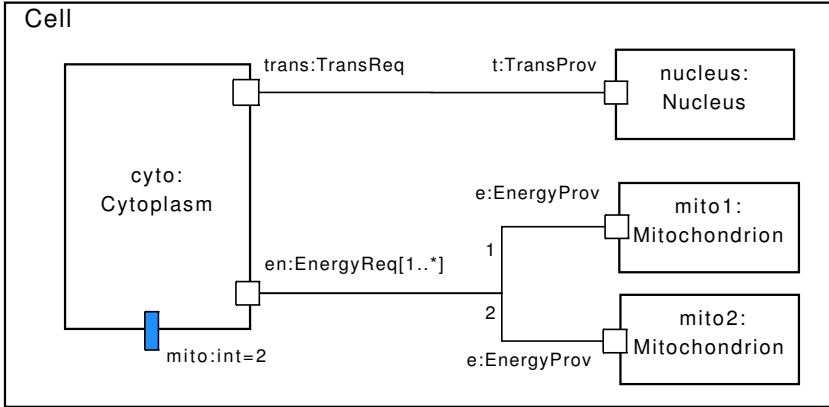 Cell
trans:TransReq
t:TransProv
nucleus:
Nucleus
cyto:
Cytoplasm
e:EnergyProv
mito1:
Mitochondrion
en:EnergyReq[1..*]
1
2
mito2:
Mitochondrion
mito:int=2
e:EnergyProv